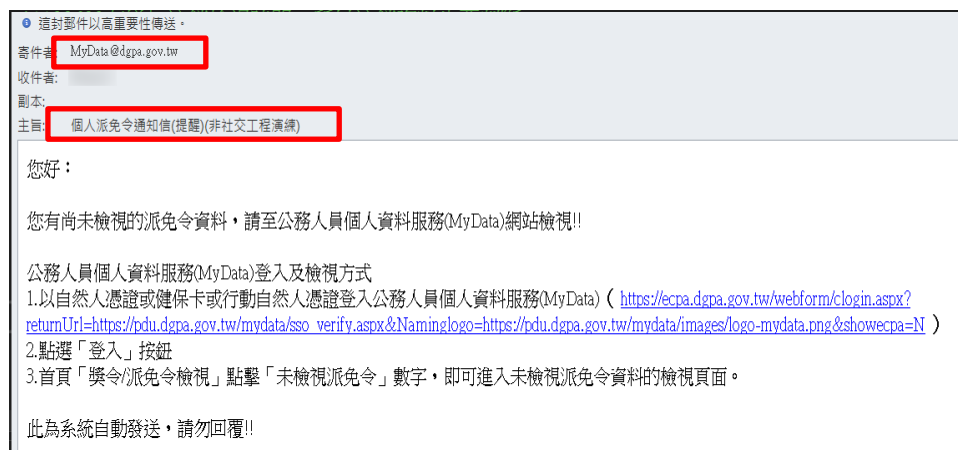 這封郵件以高重要性傳送。
寄件者: MyData@dgpa.gov.tw
收件者:
副本:
主旨: 個人派免令通知信(提醒)(非社交工程演練)
您好：
您有尚未檢視的派免令資料，請至公務人員個人資料服務(MyData)網站檢視!!
公務人員個人資料服務(MyData)登入及檢視方式
1.以自然人憑證或健保卡或行動自然人憑證登入公務人員個人資料服務(MyData)（ https://ecpa.dgpa.gov.tw/webform/clogin.aspx?
returnUrl=https://pdu.dgpa.gov.tw/mydata/sso_verify.aspx&Naminglogo=https://pdu.dgpa.gov.tw/mydata/images/logo-mydata.png&showecpa=N ）
2.點選「登入」按鈕
3.首頁「獎令/派免令檢視」點擊「未檢視派免令」數字，即可進入未檢視派免令資料的檢視頁面。
此為系統自動發送，請勿回覆!!